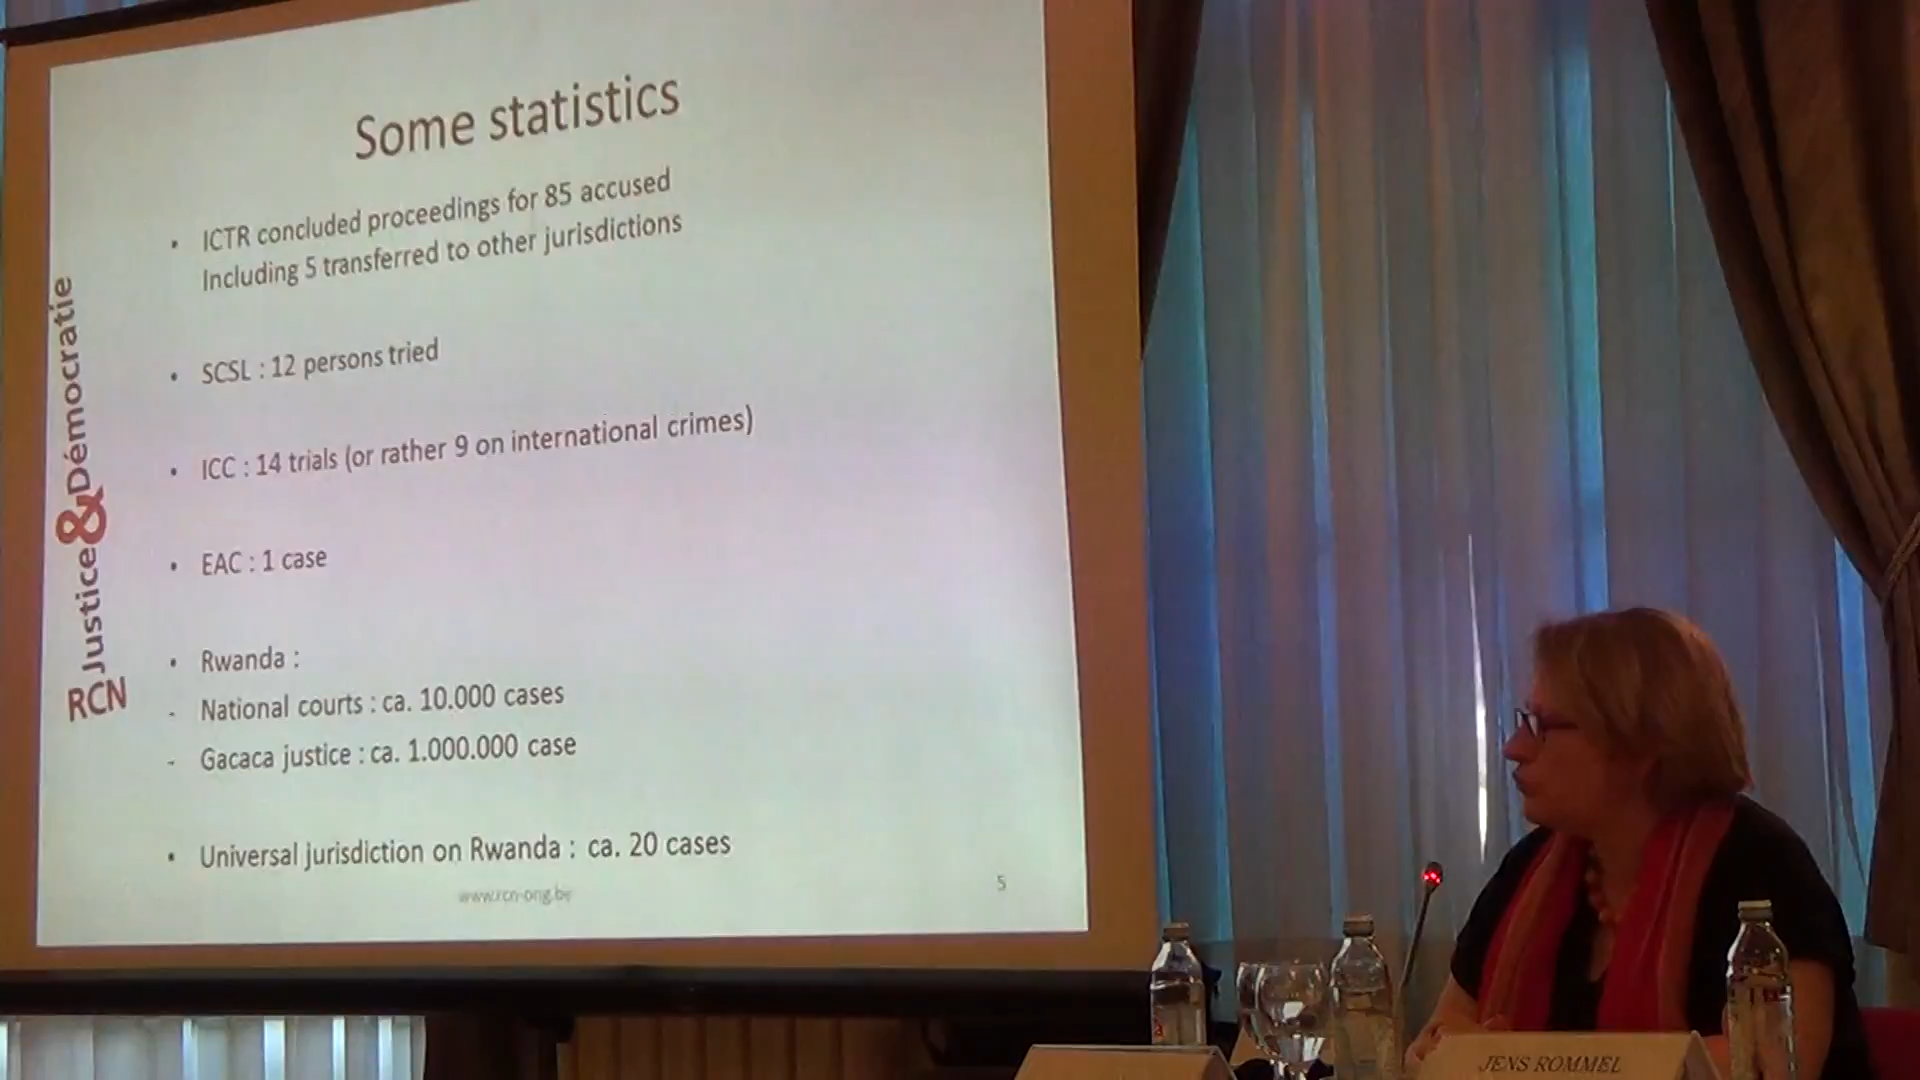 Some statistics
• ICTR concluded proceedings for 85 accused
Including 5 transferred to other jurisdictions
• SCSL : 12 persons tried
• ICC : 14 trials (or rather 9 on international crimes)
• EAC : 1 case
• Rwanda :
- National courts : ca. 10.000 cases
- Gacaca justice : ca. 1.000.000 case
• Universal jurisdiction on Rwanda : ca. 20 cases
www.rcn-ong.be
5
RCN Justice & Démocratie
JENS ROMMEL